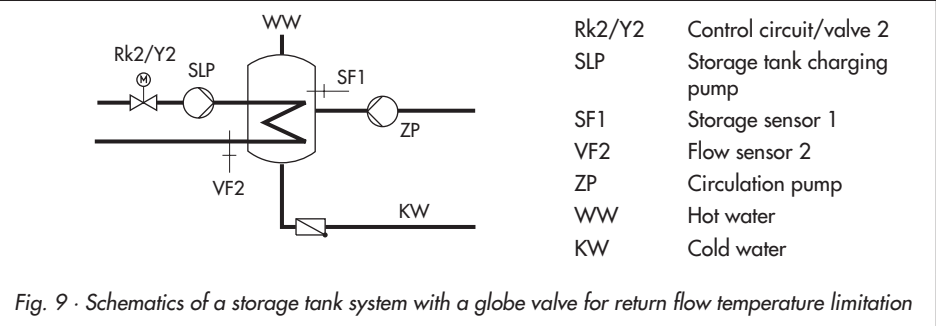 WW
Rk2/Y2
M
SLP
SF1
ZP
VF2
KW
Rk2/Y2 Control circuit/valve 2
SLP Storage tank charging
pump
SF1 Storage sensor 1
VF2 Flow sensor 2
ZP Circulation pump
WW Hot water
KW Cold water
Fig. 9 · Schematics of a storage tank system with a globe valve for return flow temperature limitation